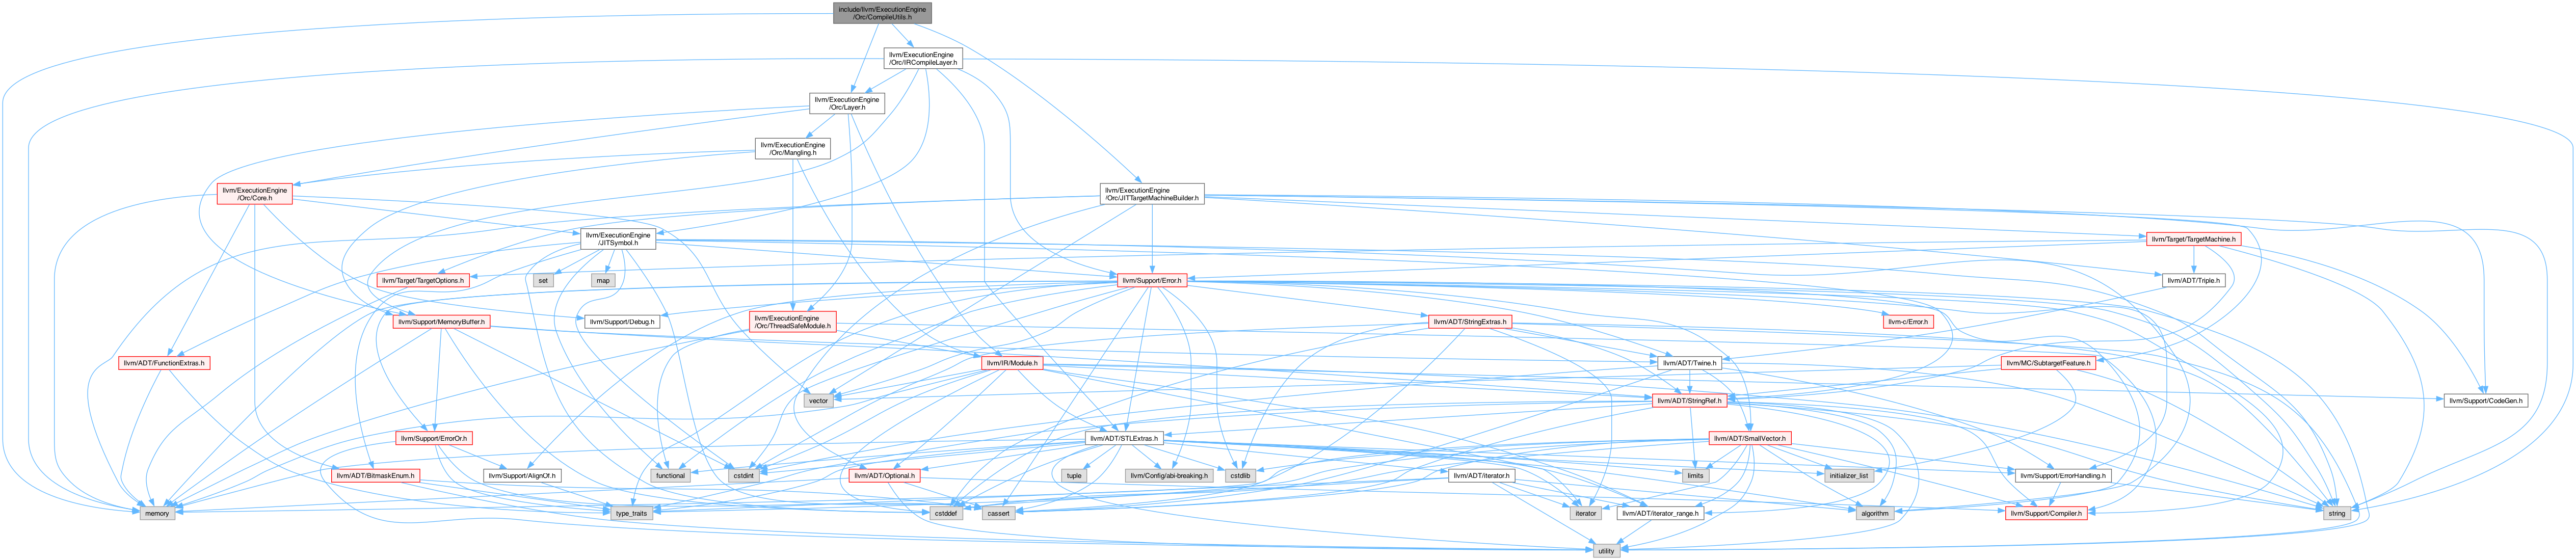 include/llvm/ExecutionEngine
/Orc/CompileUtils.h
llvm/ExecutionEngine
/Orc/IRCompileLayer.h
llvm/ExecutionEngine
/Orc/Layer.h
llvm/ExecutionEngine
/Orc/Mangling.h
llvm/ExecutionEngine
/Orc/Core.h
llvm/ExecutionEngine
/Orc/JITTargetMachineBuilder.h
llvm/ExecutionEngine
/JITSymbol.h
llvm/Target/TargetMachine.h
llvm/Target/TargetOptions.h
set
map
llvm/Support/Error.h
llvm/ADT/Triple.h
llvm/Support/MemoryBuffer.h
llvm/Support/Debug.h
llvm/ExecutionEngine
/Orc/ThreadSafeModule.h
llvm/ADT/StringExtras.h
llvm-c/Error.h
llvm/ADT/FunctionExtras.h
llvm/IR/Module.h
llvm/ADT/Twine.h
llvm/MC/SubtargetFeature.h
vector
llvm/ADT/StringRef.h
llvm/Support/CodeGen.h
llvm/Support/ErrorOr.h
llvm/ADT/STLExtras.h
llvm/ADT/SmallVector.h
llvm/ADT/BitmaskEnum.h
llvm/Support/AlignOf.h
functional
cstdint
llvm/ADT/Optional.h
tuple
llvm/Config/abi-breaking.h
cstdlib
llvm/ADT/iterator.h
limits
initializer_list
llvm/Support/ErrorHandling.h
memory
type_traits
cstddef
cassert
iterator
llvm/ADT/iterator_range.h
algorithm
llvm/Support/Compiler.h
string
utility